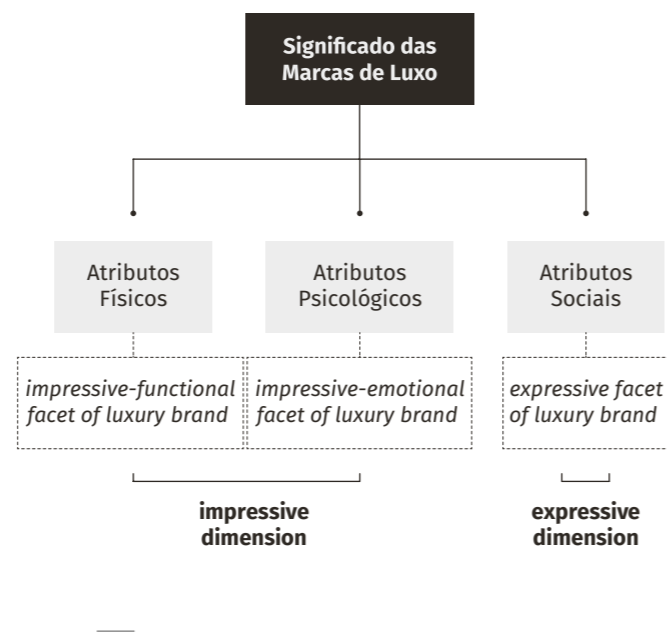 Significado das
Marcas de Luxo
Atributos
Físicos
Atributos
Psicológicos
Atributos
Sociais
impressive-functional
facet of luxury brand
impressive-emotional
facet of luxury brand
expressive facet
of luxury brand
impressive
dimension
expressive
dimension